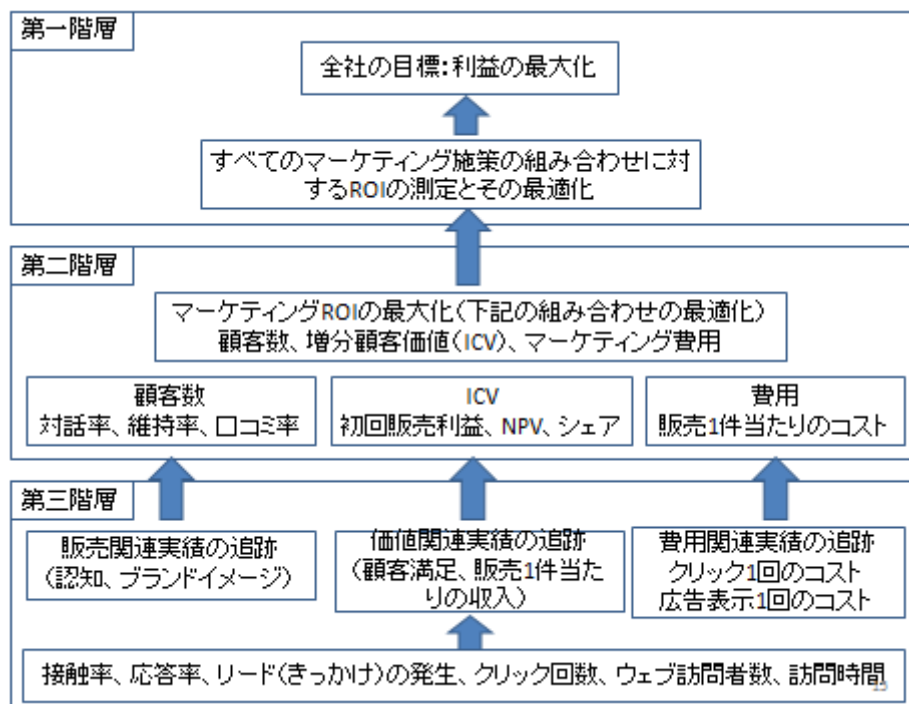 第一階層
全社の目標:利益の最大化
すべてのマーケティング施策の組み合わせに対
するROIの測定とその最適化
第二階層
マーケティングROIの最大化(下記の組み合わせの最適化)
顧客数、増分顧客価値(ICV)、マーケティング費用
顧客数
対話率、維持率、口コミ率
ICV
初回販売利益、NPV、シェア
費用
販売1件当たりのコスト
第三階層
販売関連実績の追跡
(認知、ブランドイメージ)
価値関連実績の追跡
(顧客満足、販売1件当た
りの収入)
費用関連実績の追跡
クリック1回のコスト
広告表示1回のコスト
接触率、応答率、リード(きっかけ)の発生、クリック回数、ウェブ訪問者数、訪問時間